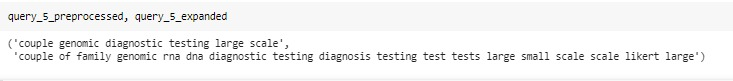 query_5_preprocessed, query_5_expanded
('couple genomic diagnostic testing large scale',
'couple of family genomic rna dna diagnostic testing diagnosis testing test tests large small scale scale likert large')